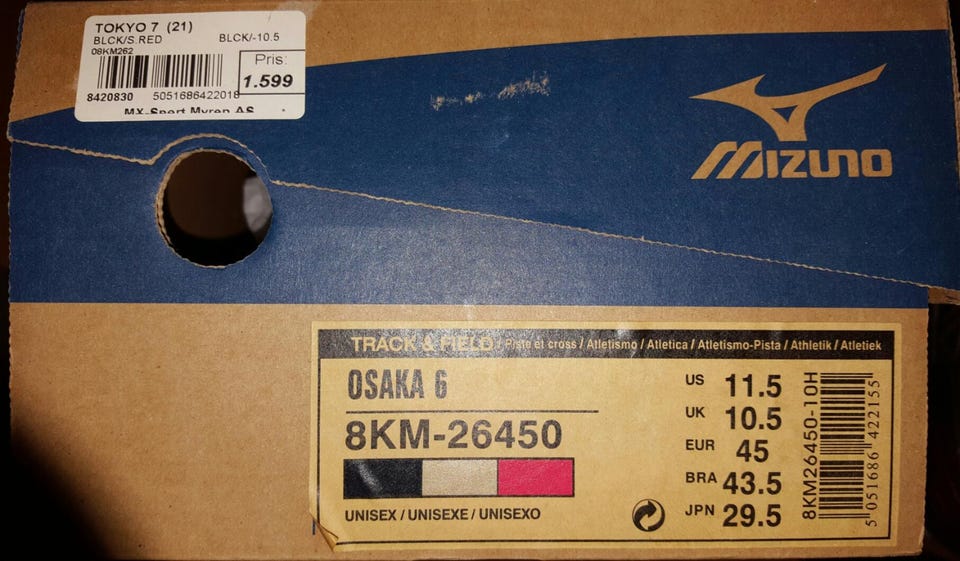 TOKYO 7 (21)
BLCK/S.RED BLCK/-10.5
08KM262
Pris:
1.599
8420830 5051686422018
MX-Sport Myren AS
MIZUNO
TRACK & FIELD / Piste et cross / Atletismo / Atletica / Atletismo-Pista / Athletik / Atletiek
OSAKA 6
8KM-26450
UNISEX / UNISEXE / UNISEXO
US 11.5
UK 10.5
EUR 45
BRA 43.5
JPN 29.5
8KM26450-10H
5 051686 422155